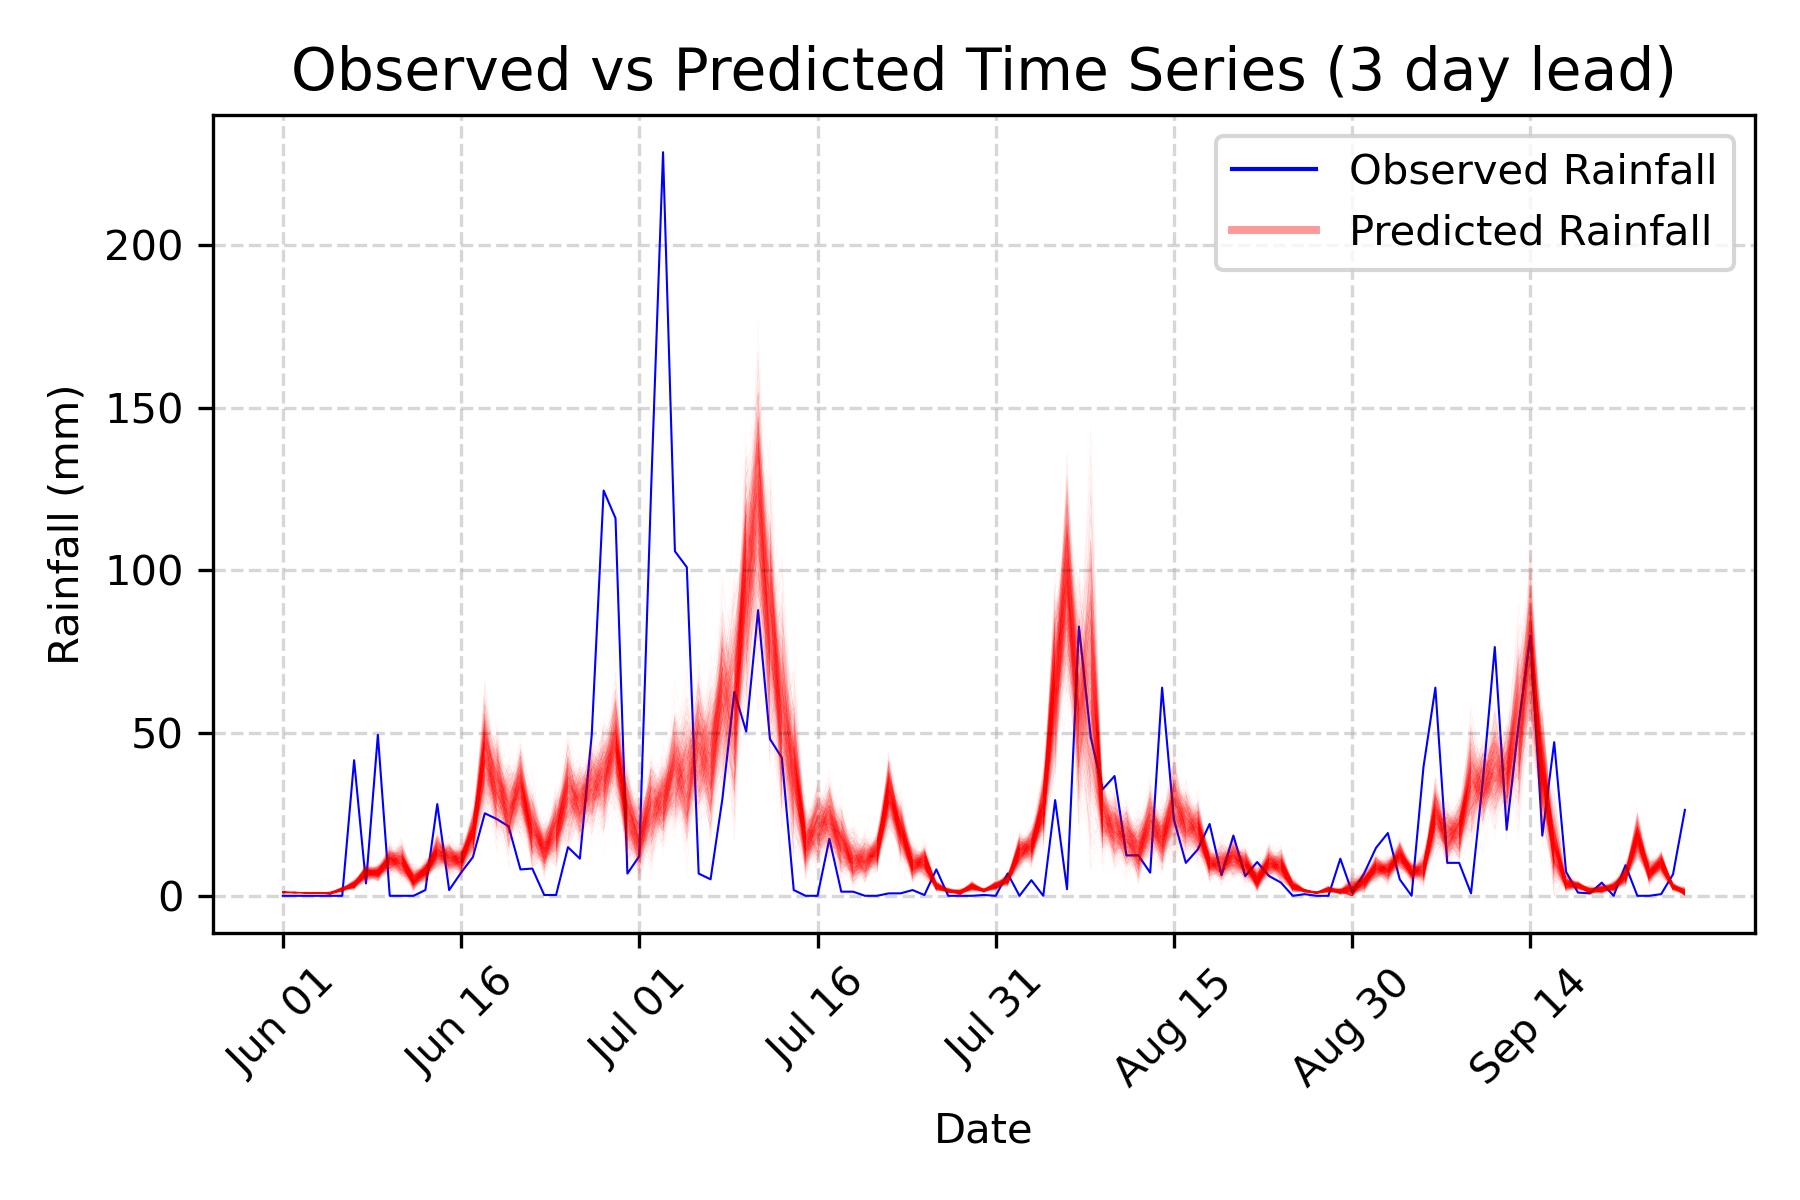 Observed vs Predicted Time Series (3 day lead)
Observed Rainfall
Predicted Rainfall
Rainfall (mm)
200
150
100
50
0
Jun 01
Jun 16
Jul 01
Jul 16
Jul 31
Aug 15
Aug 30
Sep 14
Date